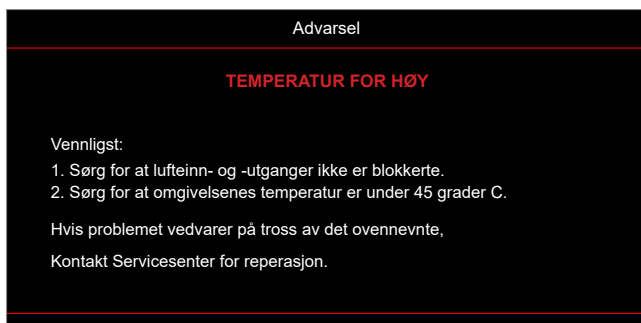 Advarsel
TEMPERATUR FOR HØY
Vennligst:
1. Sørg for at lufteinn- og -utganger ikke er blokkerte.
2. Sørg for at omgivelsenes temperatur er under 45 grader C.
Hvis problemet vedvarer på tross av det ovennevnte,
Kontakt Servicesenter for reperasjon.